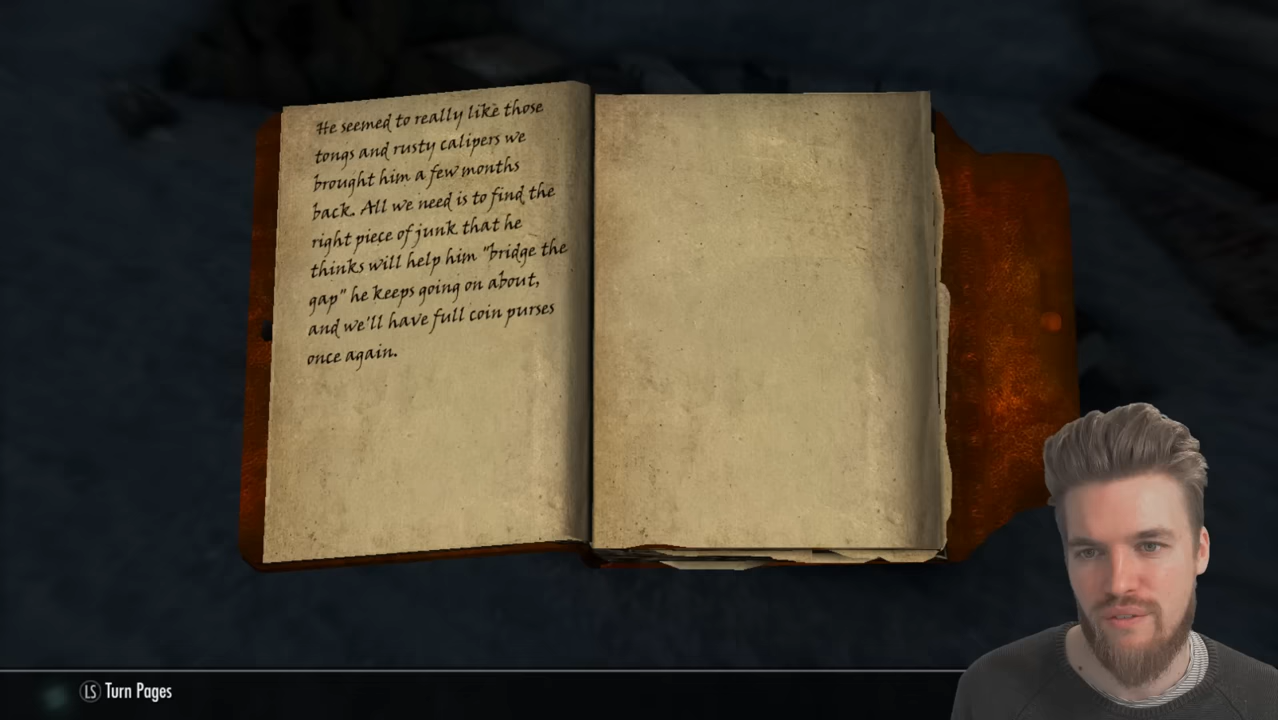 He seemed to really like those
tongs and rusty calipers we
brought him a few months
back. All we need is to find the
right piece of junk that he
thinks will help him "bridge the
gap" he keeps going on about,
and we'll have full coin purses
once again.
LS Turn Pages